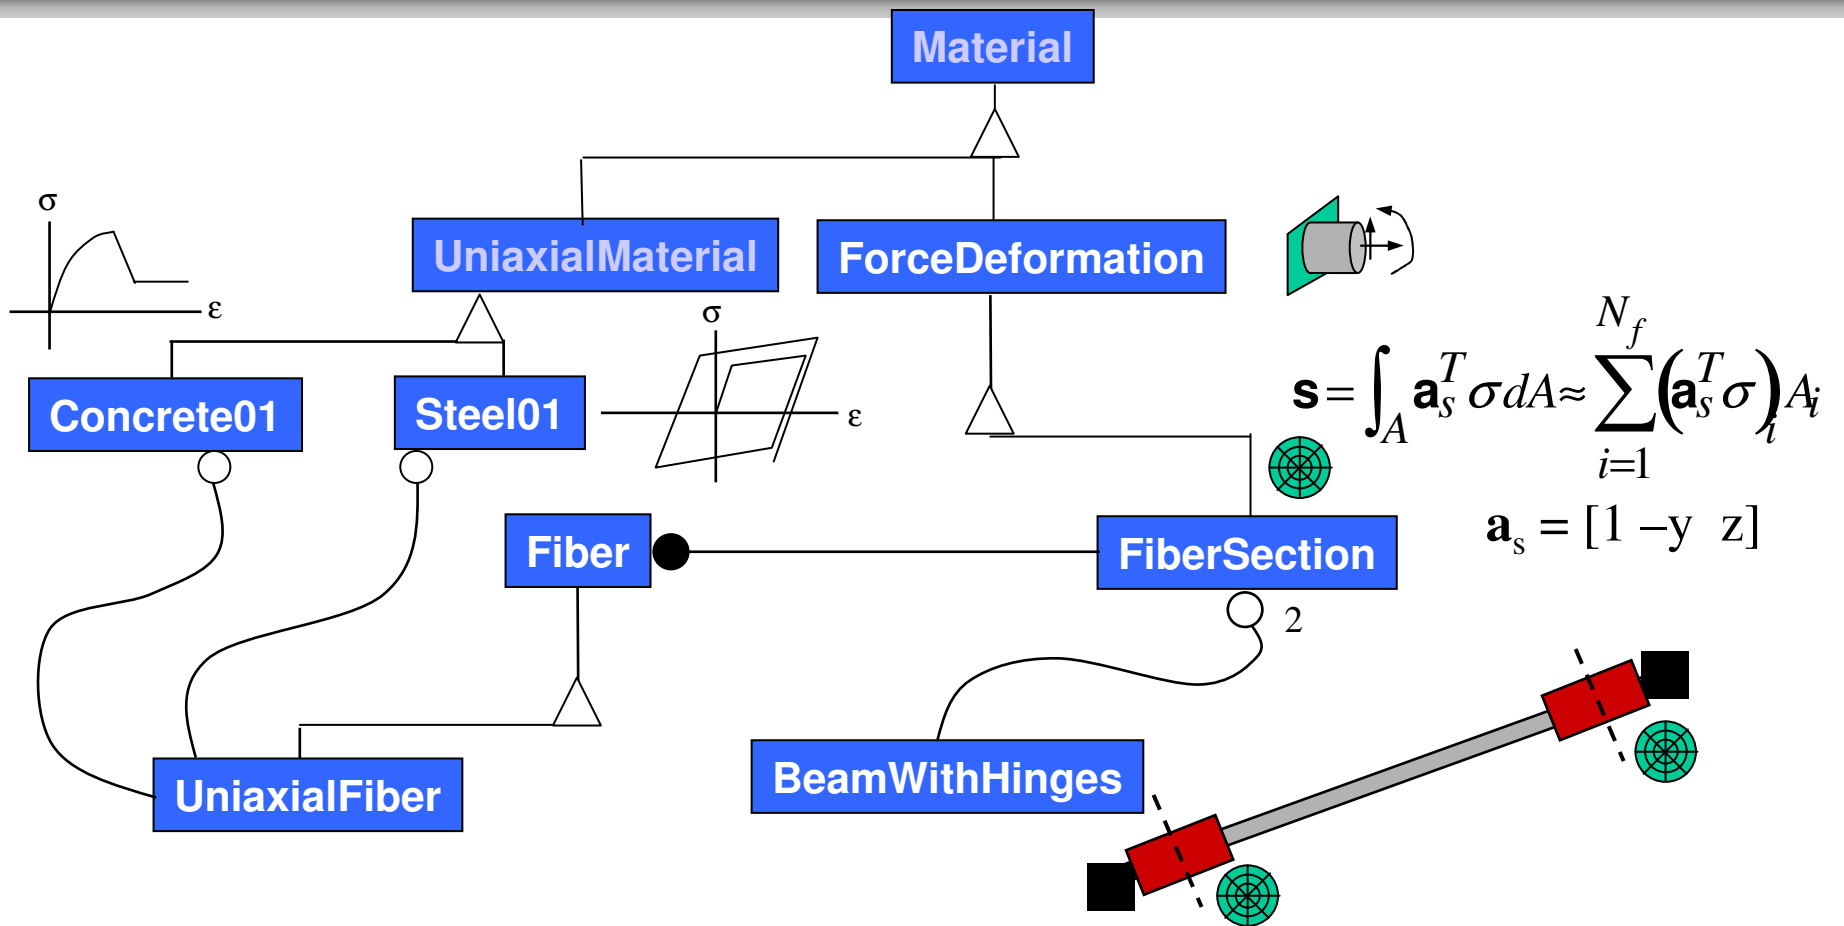 Material
UniaxialMaterial
ForceDeformation
σ
ε
σ
ε
Concrete01
Steel01
s = ∫_A a_s^T σ dA ≈ ∑_{i=1}^{N_f} (a_s^T σ)_i A_i
a_s = [1 –y z]
Fiber
FiberSection
2
BeamWithHinges
UniaxialFiber